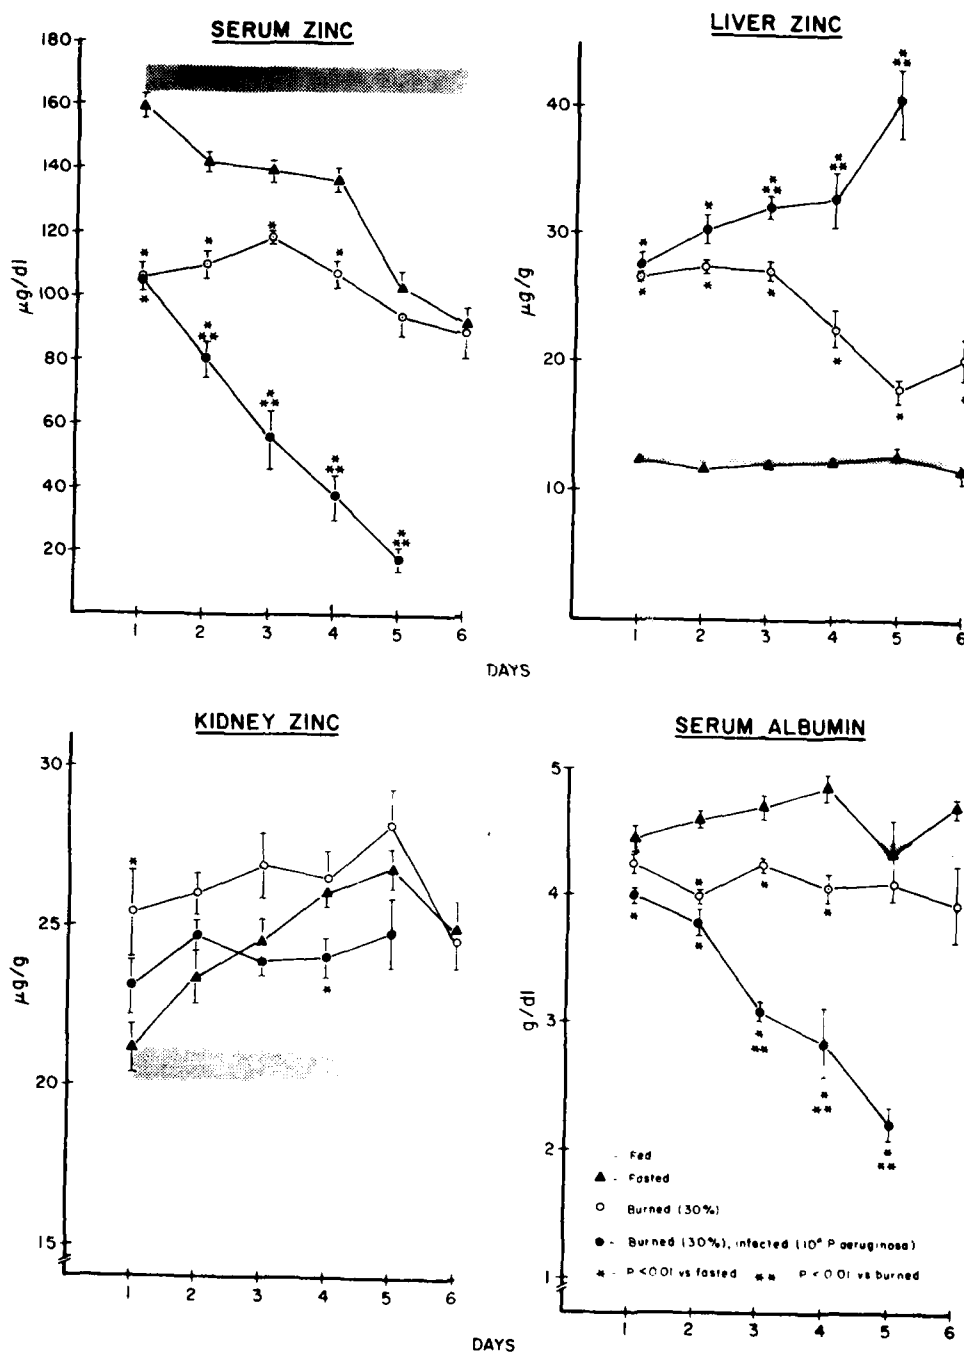 SERUM ZINC
180
160
140
120
100
80
60
40
20
µg/dl
1 2 3 4 5 6
LIVER ZINC
40
30
20
10
µg/g
1 2 3 4 5 6
DAYS
KIDNEY ZINC
30
25
20
15
µg/g
1 2 3 4 5 6
SERUM ALBUMIN
5
4
3
2
1
g/dl
- Fed
▲ - Fasted
○ Burned (30%)
● - Burned (30%), infected ( P aeruginosa)
* - P <0.01 vs fasted ** P <0.01 vs burned
1 2 3 4 5 6
DAYS